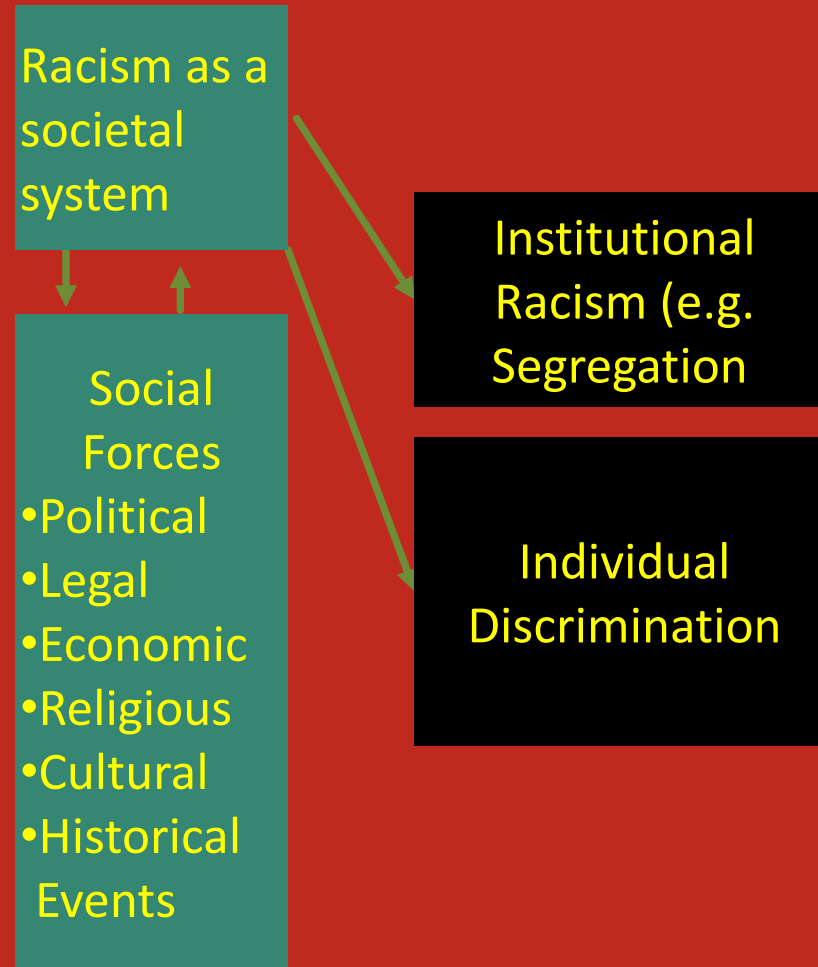 Racism as a
societal
system
Social
Forces
•Political
•Legal
•Economic
•Religious
•Cultural
•Historical
Events
Institutional
Racism (e.g.
Segregation
Individual
Discrimination